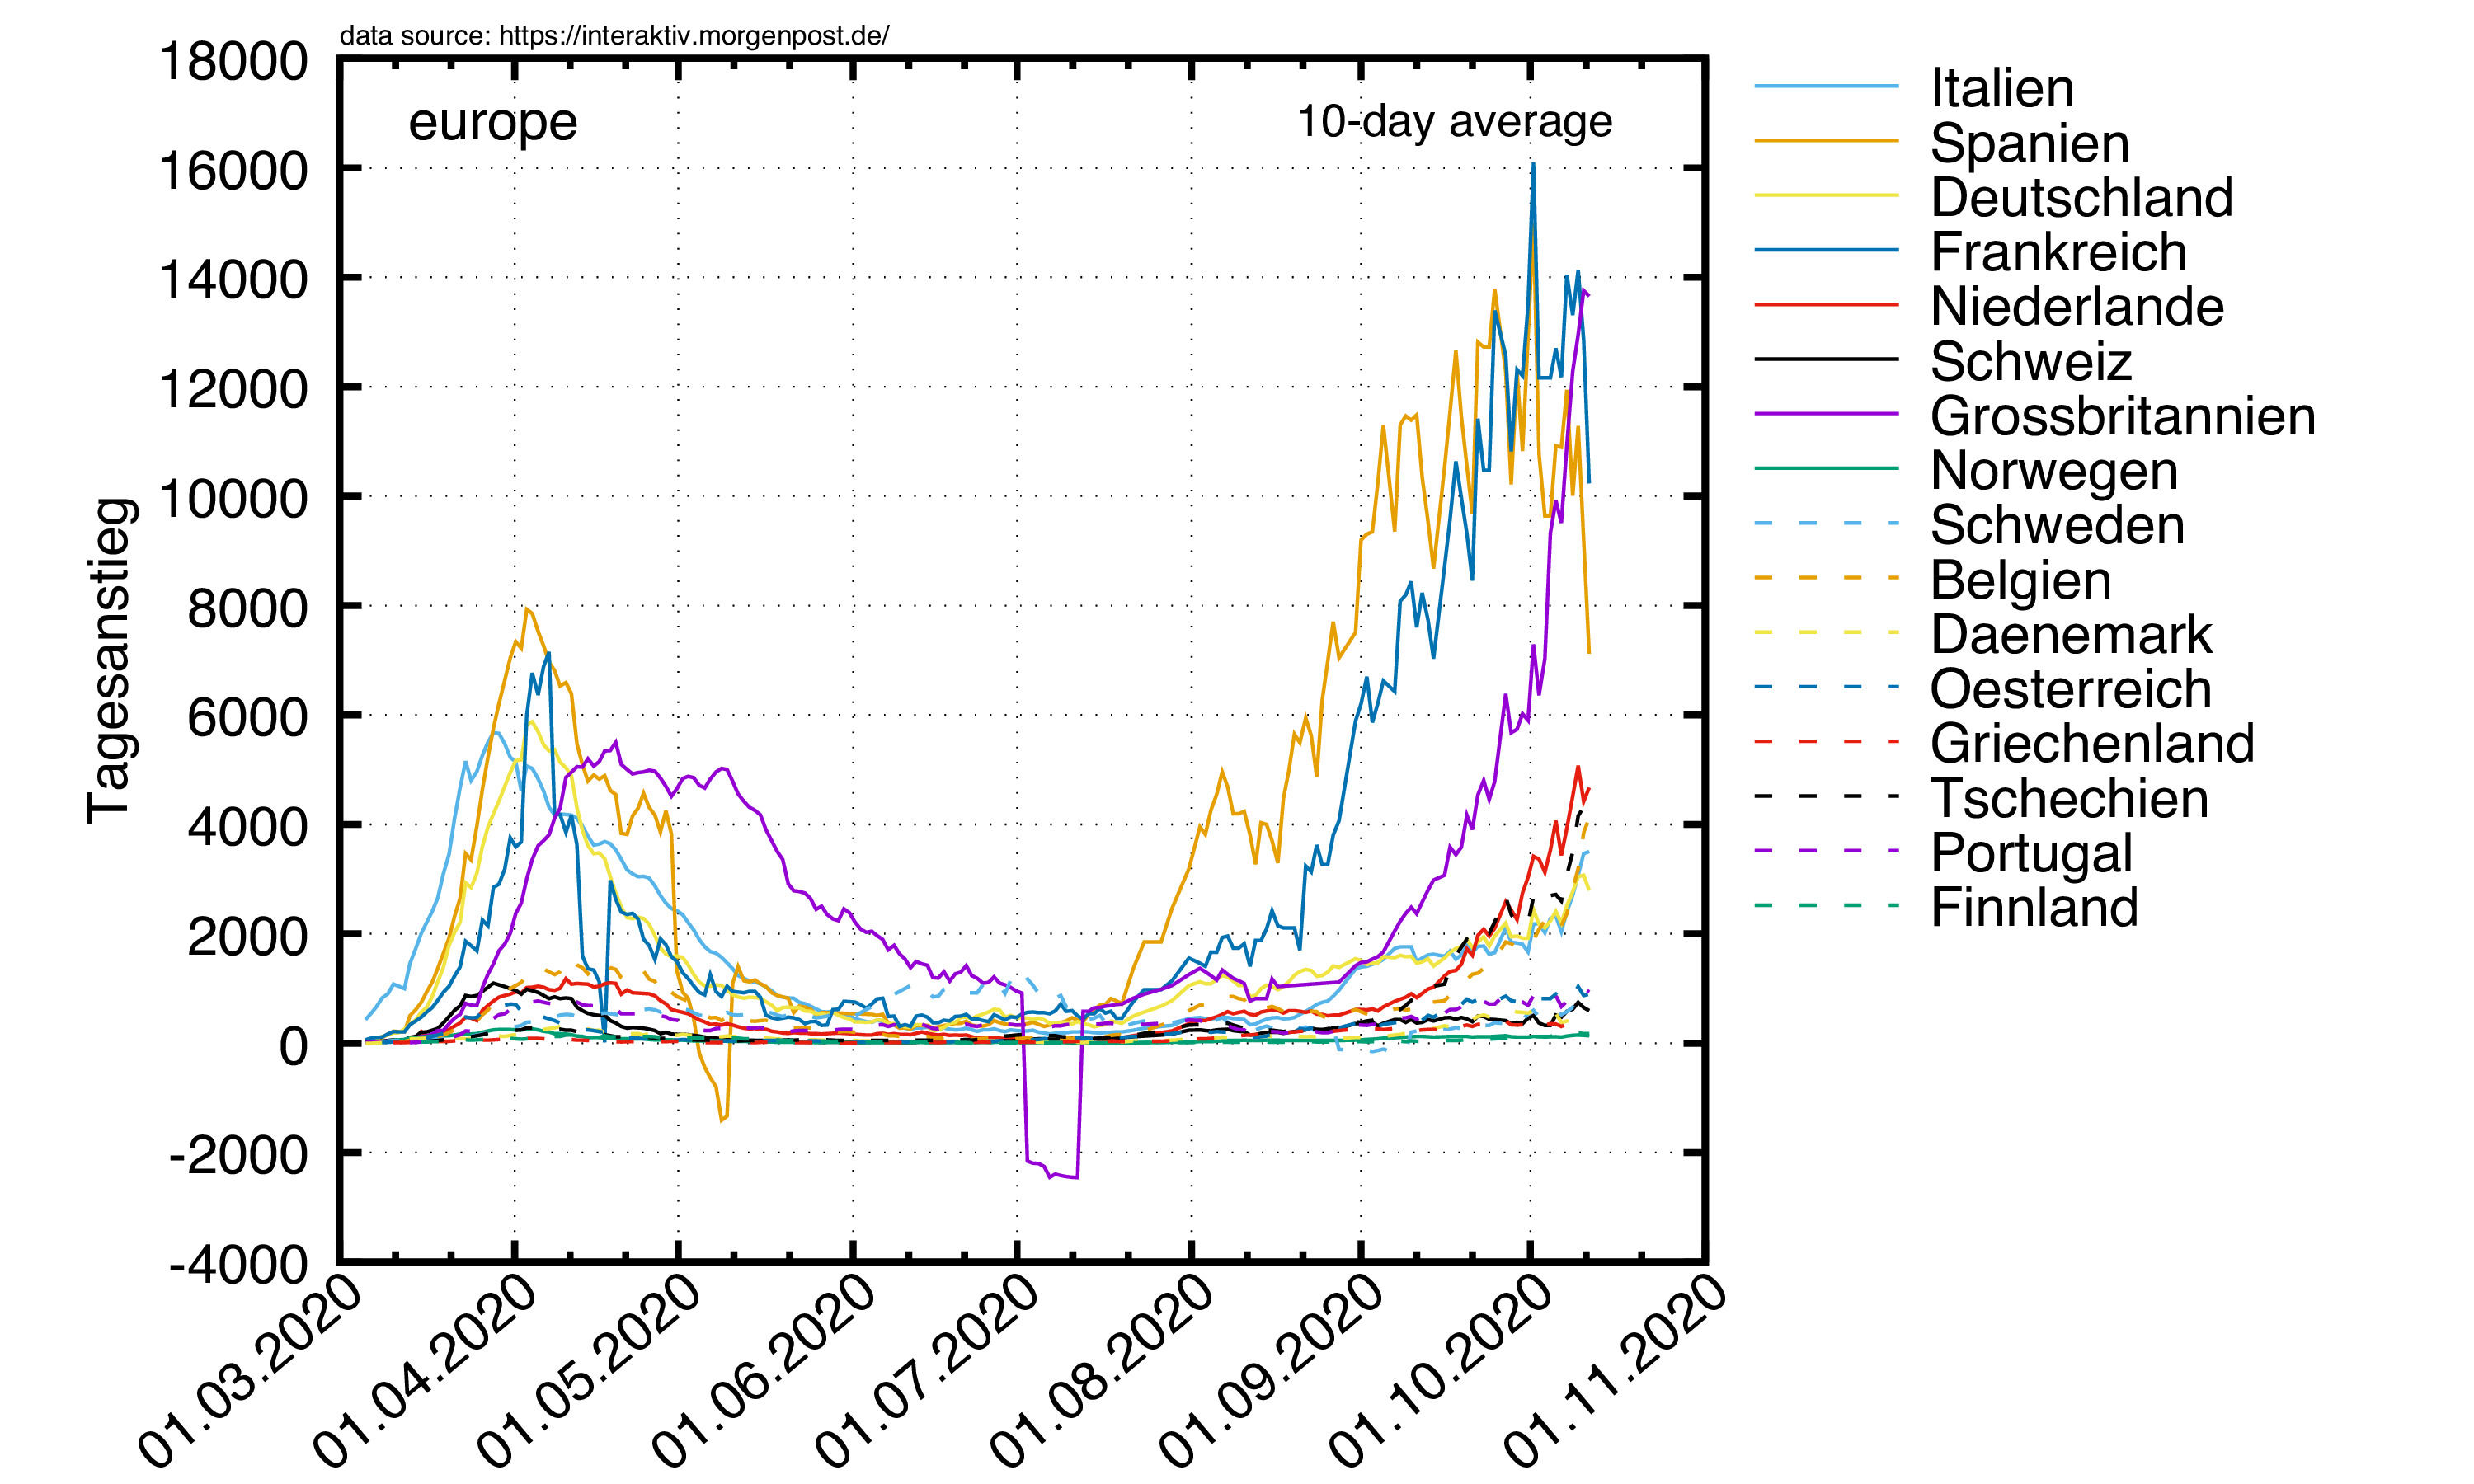 data source: https://interaktiv.morgenpost.de/
europe
10-day average
Tagesanstieg
18000
16000
14000
12000
10000
8000
6000
4000
2000
0
-2000
-4000
01.03.2020
01.04.2020
01.05.2020
01.06.2020
01.07.2020
01.08.2020
01.09.2020
01.10.2020
01.11.2020
Italien
Spanien
Deutschland
Frankreich
Niederlande
Schweiz
Grossbritannien
Norwegen
Schweden
Belgien
Daenemark
Oesterreich
Griechenland
Tschechien
Portugal
Finnland